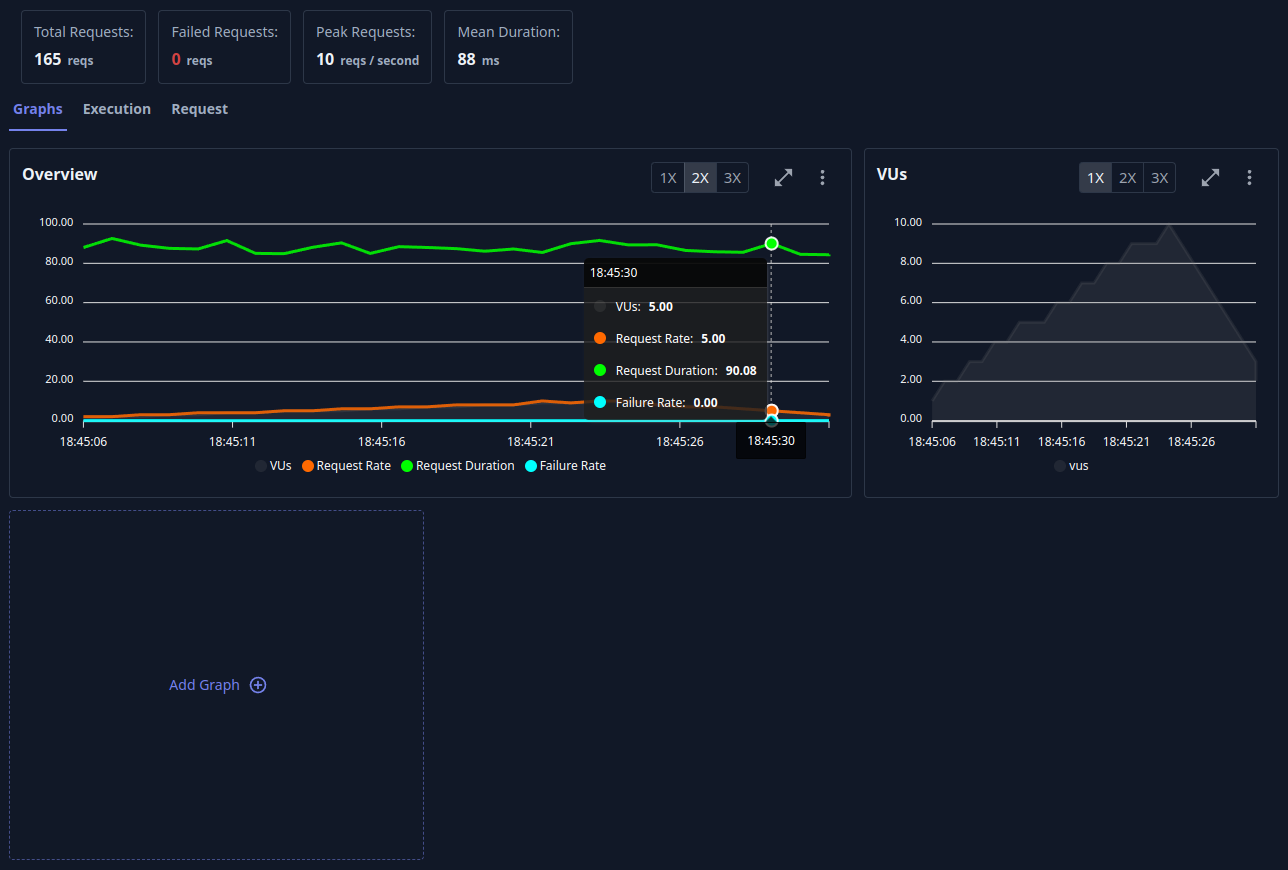 Total Requests:
165 reqs
Failed Requests:
0 reqs
Peak Requests:
10 reqs / second
Mean Duration:
88 ms
Graphs Execution Request
Overview
1X 2X 3X
100.00
80.00
60.00
40.00
20.00
0.00
18:45:30
VUs: 5.00
Request Rate: 5.00
Request Duration: 90.08
Failure Rate: 0.00
18:45:06 18:45:11 18:45:16 18:45:21 18:45:26 18:45:30
VUs Request Rate Request Duration Failure Rate
VUs
1X 2X 3X
10.00
8.00
6.00
4.00
2.00
0.00
18:45:06 18:45:11 18:45:16 18:45:21 18:45:26
vus
Add Graph